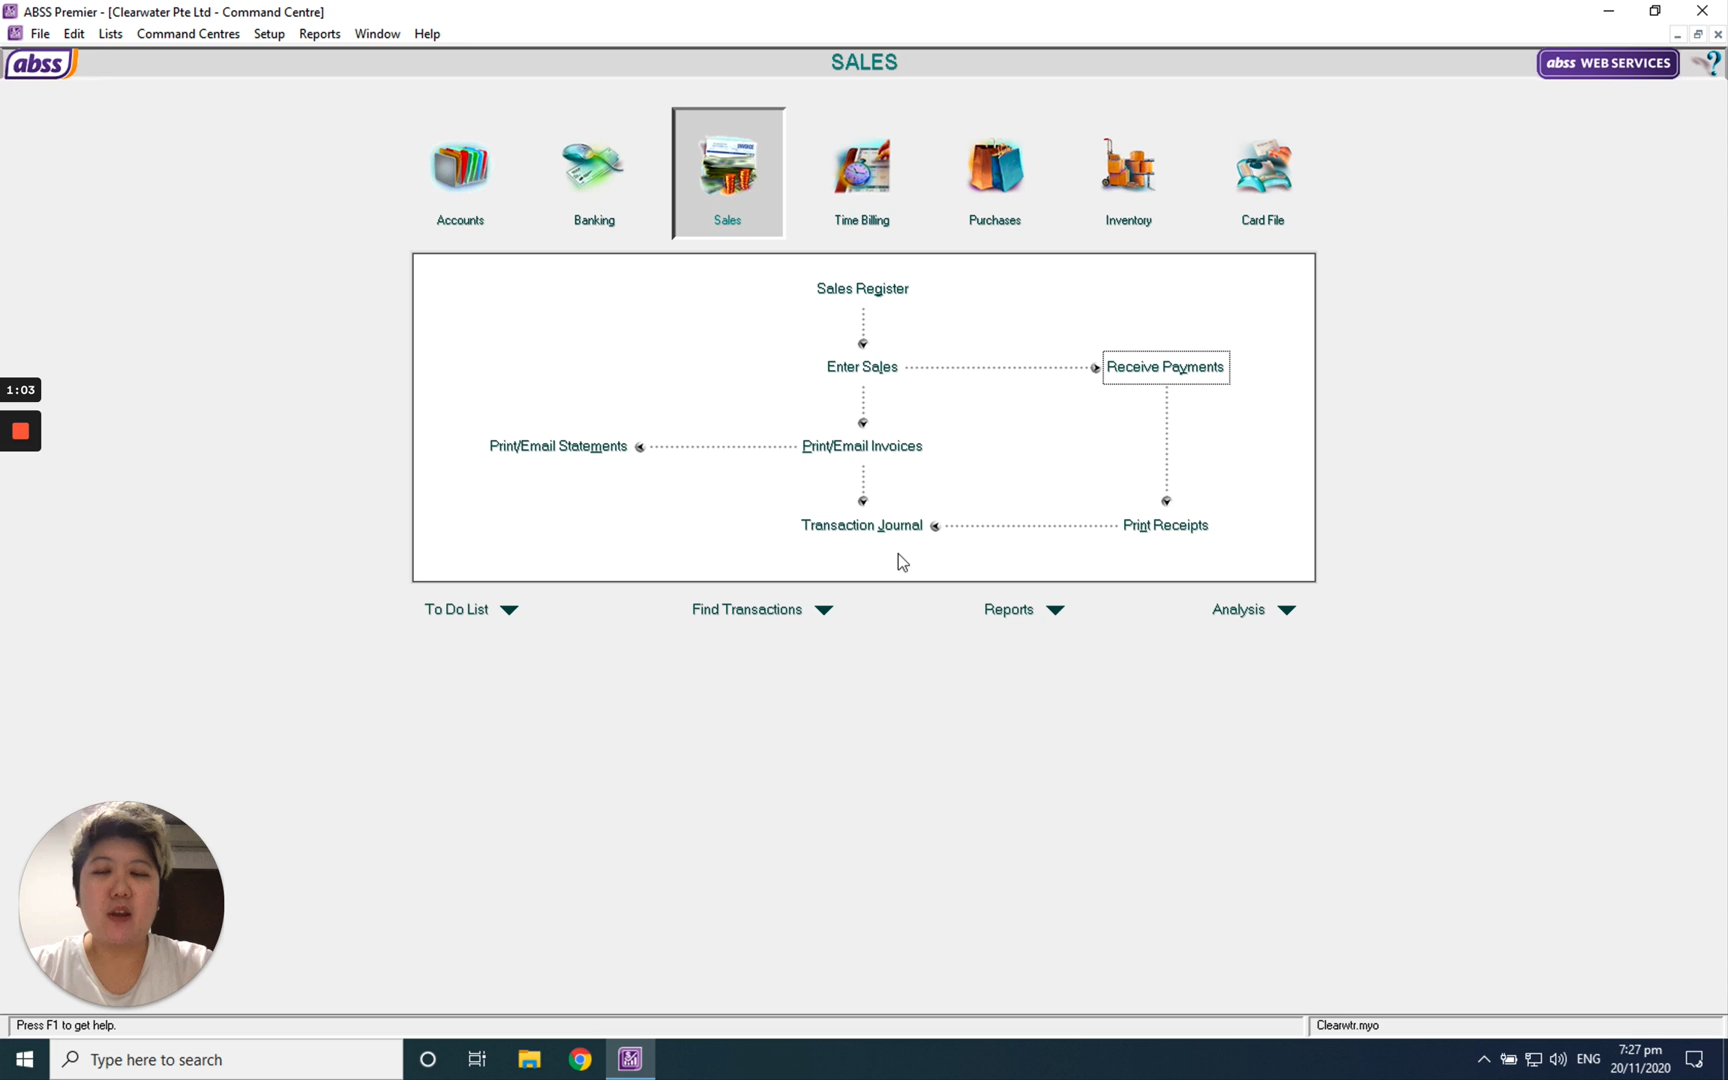 ABSS Premier - [Clearwater Pte Ltd - Command Centre]
File Edit Lists Command Centres Setup Reports Window Help
abss SALES abss WEB SERVICES ?
INVOICE
Accounts Banking Sales Time Billing Purchases Inventory Card File
Sales Register
Enter Sales Receive Payments
1:03
Print/Email Statements Print/Email Invoices
Transaction Journal Print Receipts
To Do List Find Transactions Reports Analysis
Press F1 to get help. Clearwtr.myo
Type here to search ENG 7:27 pm
20/11/2020